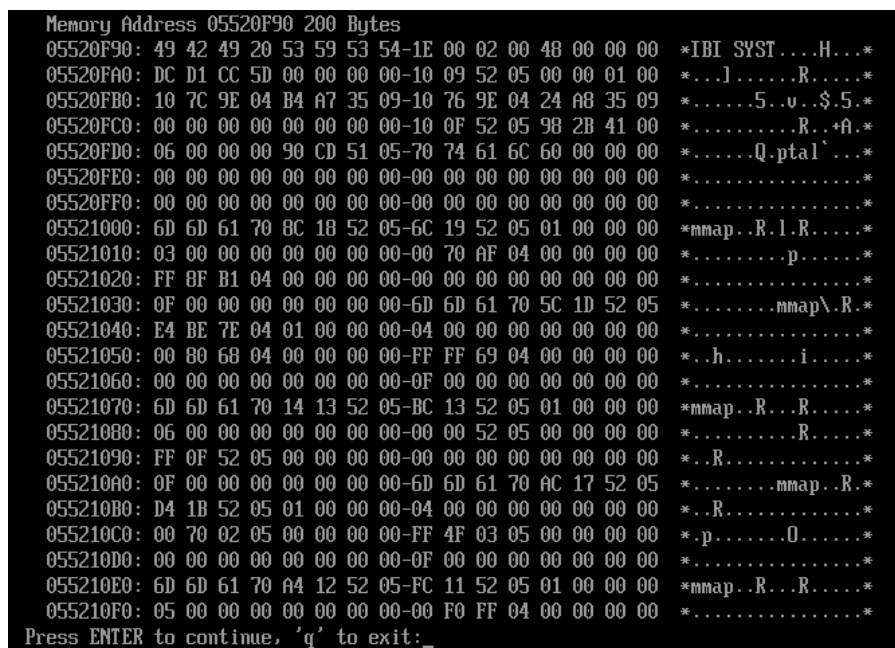 Memory Address 05520F90 200 Bytes
05520F90: 49 42 49 20 53 59 53 54-1E 00 02 00 48 00 00 00 *IBI SYST....H...*
05520FA0: DC D1 CC 5D 00 00 00 00-10 09 52 05 00 00 01 00 *...]......R.....*
05520FB0: 10 7C 9E 04 B4 A7 35 09-10 76 9E 04 24 A8 35 09 *......5..v..$.5.*
05520FC0: 00 00 00 00 00 00 00 00-10 0F 52 05 98 2B 41 00 *..........R..+A.*
05520FD0: 06 00 00 00 90 CD 51 05-70 74 61 6C 60 00 00 00 *......Q.ptal`...*
05520FE0: 00 00 00 00 00 00 00 00-00 00 00 00 00 00 00 00 *................*
05520FF0: 00 00 00 00 00 00 00 00-00 00 00 00 00 00 00 00 *................*
05521000: 6D 6D 61 70 8C 18 52 05-6C 19 52 05 01 00 00 00 *mmap..R.l.R.....*
05521010: 03 00 00 00 00 00 00 00-00 70 AF 04 00 00 00 00 *.........p......*
05521020: FF 8F B1 04 00 00 00 00-00 00 00 00 00 00 00 00 *................*
05521030: 0F 00 00 00 00 00 00 00-6D 6D 61 70 5C 1D 52 05 *........mmap\.R.*
05521040: E4 BE 7E 04 01 00 00 00-04 00 00 00 00 00 00 00 *................*
05521050: 00 80 68 04 00 00 00 00-FF FF 69 04 00 00 00 00 *..h.......i.....*
05521060: 00 00 00 00 00 00 00 00-0F 00 00 00 00 00 00 00 *................*
05521070: 6D 6D 61 70 14 13 52 05-BC 13 52 05 01 00 00 00 *mmap..R...R.....*
05521080: 06 00 00 00 00 00 00 00-00 00 52 05 00 00 00 00 *..........R.....*
05521090: FF 0F 52 05 00 00 00 00-00 00 00 00 00 00 00 00 *..R.............*
055210A0: 0F 00 00 00 00 00 00 00-6D 6D 61 70 AC 17 52 05 *........mmap..R.*
055210B0: D4 1B 52 05 01 00 00 00-04 00 00 00 00 00 00 00 *..R.............*
055210C0: 00 70 02 05 00 00 00 00-FF 4F 03 05 00 00 00 00 *.p.......O......*
055210D0: 00 00 00 00 00 00 00 00-0F 00 00 00 00 00 00 00 *................*
055210E0: 6D 6D 61 70 A4 12 52 05-FC 11 52 05 01 00 00 00 *mmap..R...R.....*
055210F0: 05 00 00 00 00 00 00 00-00 F0 FF 04 00 00 00 00 *................*
Press ENTER to continue, 'q' to exit:_